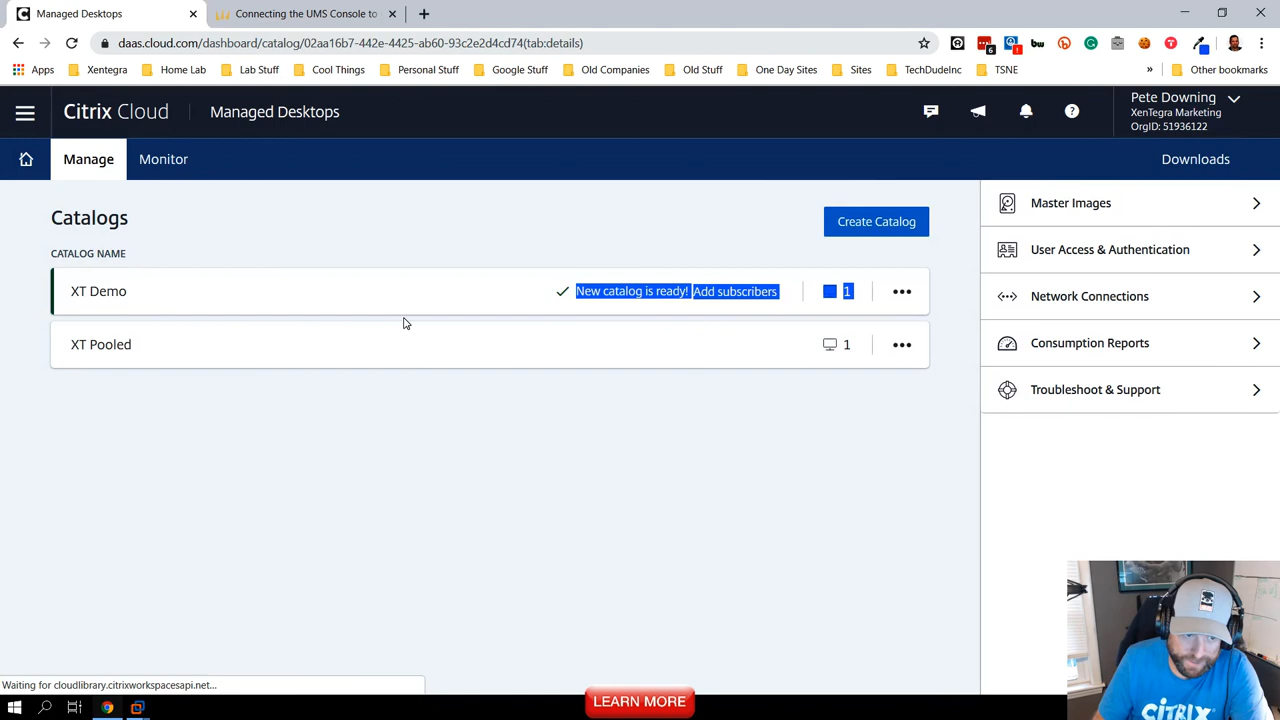 Managed Desktops
Connecting the UMS Console to
daas.cloud.com/dashboard/catalog/02aa16b7-442e-4425-ab60-93c2e2d4cd74(tab:details)
Apps Xentegra Home Lab Lab Stuff Cool Things Personal Stuff Google Stuff Old Companies Old Stuff One Day Sites Sites TechDudeInc TSNE » Other bookmarks
Citrix Cloud Managed Desktops
Pete Downing
XenTegra Marketing
OrgID: 51936122
Manage Monitor Downloads
Catalogs
Create Catalog
CATALOG NAME
XT Demo New catalog is ready! Add subscribers 1
XT Pooled 1
Master Images
User Access & Authentication
Network Connections
Consumption Reports
Troubleshoot & Support
Waiting for cloudlibrary.citrixworkspacesapi.net...
LEARN MORE
CITRIX